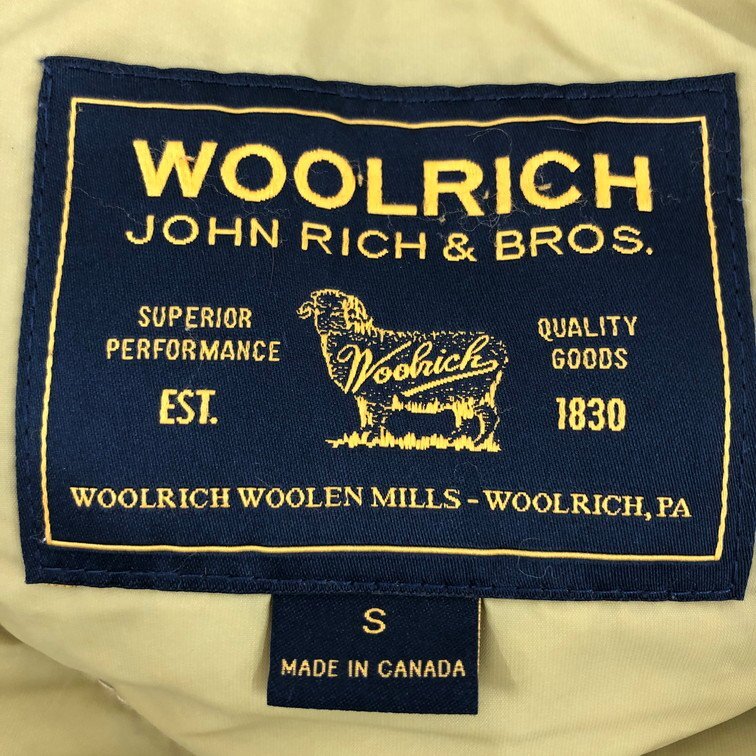 WOOLRICH
JOHN RICH & BROS.
SUPERIOR
PERFORMANCE
EST.
Woolrich
QUALITY
GOODS
1830
WOOLRICH WOOLEN MILLS - WOOLRICH, PA
S
MADE IN CANADA